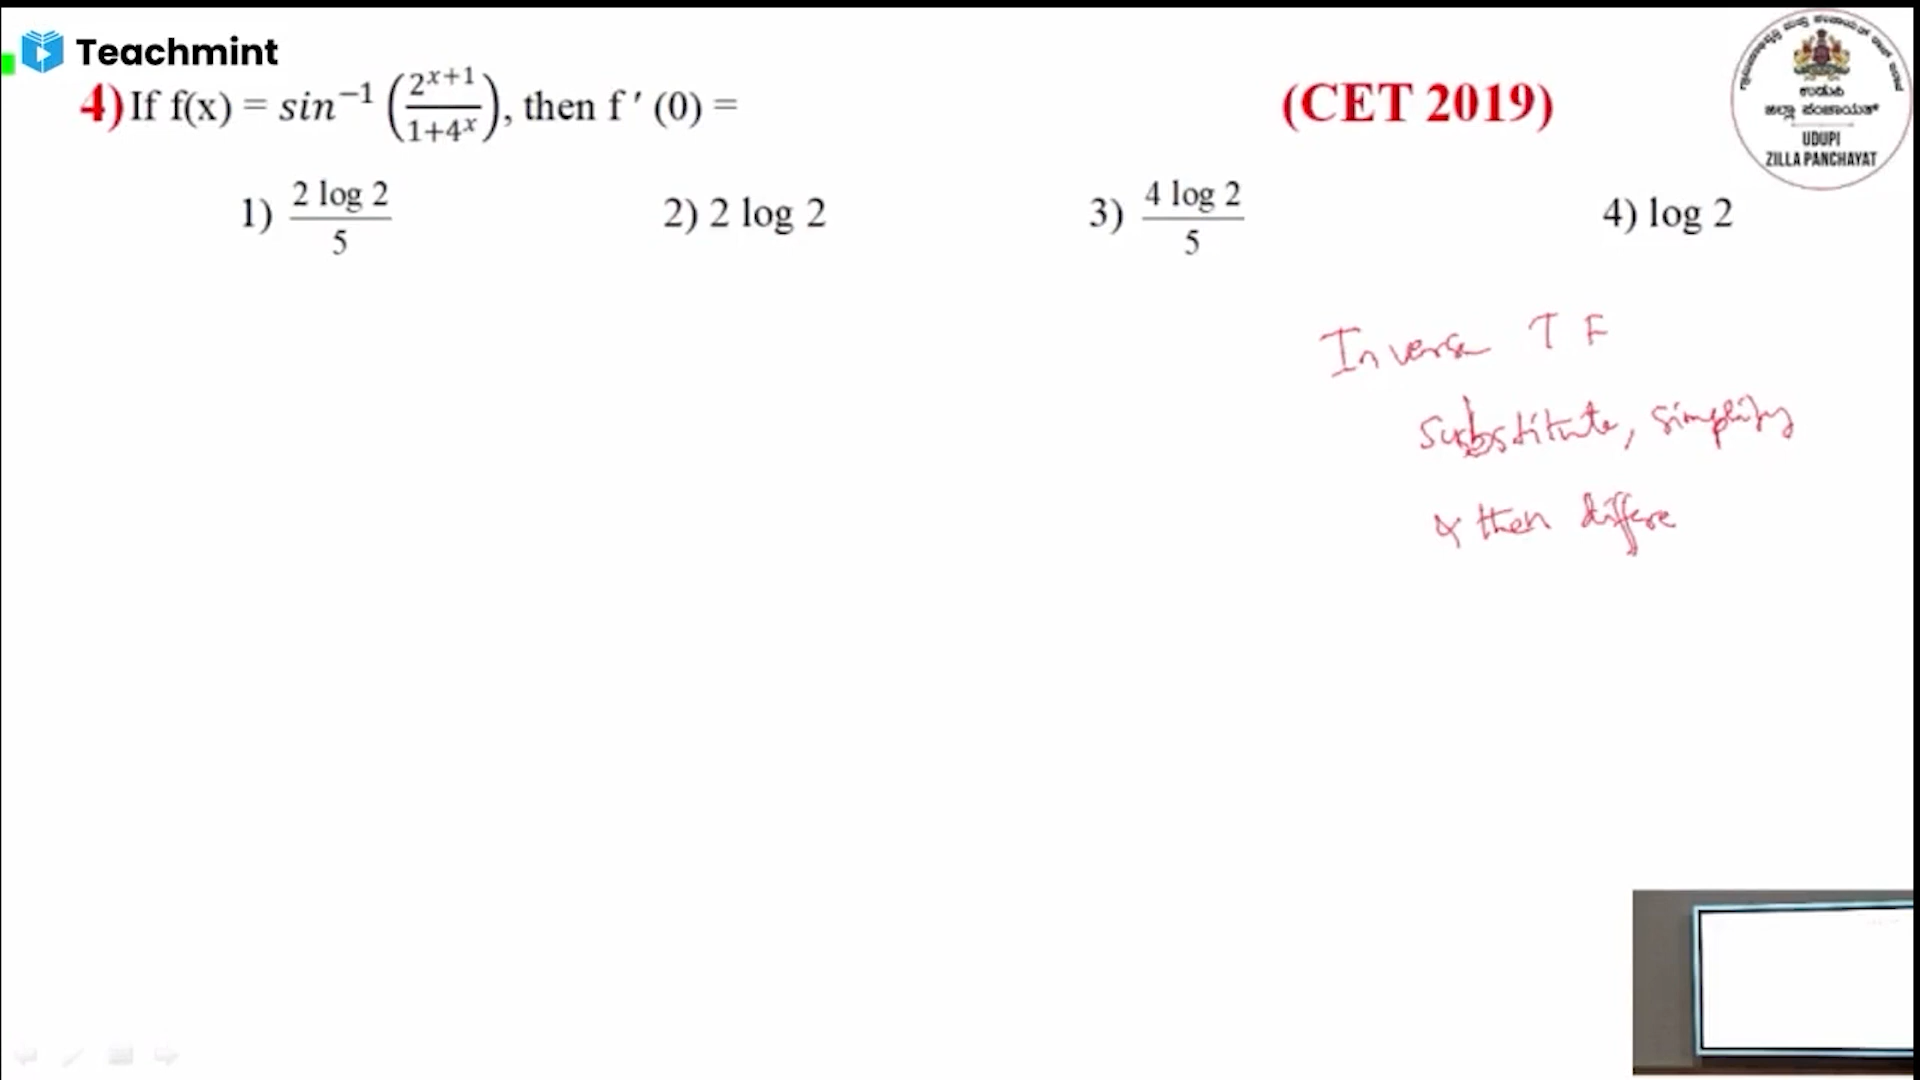 Teachmint
4) If f(x) = sin⁻¹ (2ˣ⁺¹/1+4ˣ), then f ′ (0) =
(CET 2019)
1) 2 log 2/5
2) 2 log 2
3) 4 log 2/5
4) log 2
ಉಡುಪಿ
ಜಿಲ್ಲಾ ಪಂಚಾಯತ್
UDUPI
ZILLA PANCHAYAT
Inverse T F
Substitute, simplify
& then differe